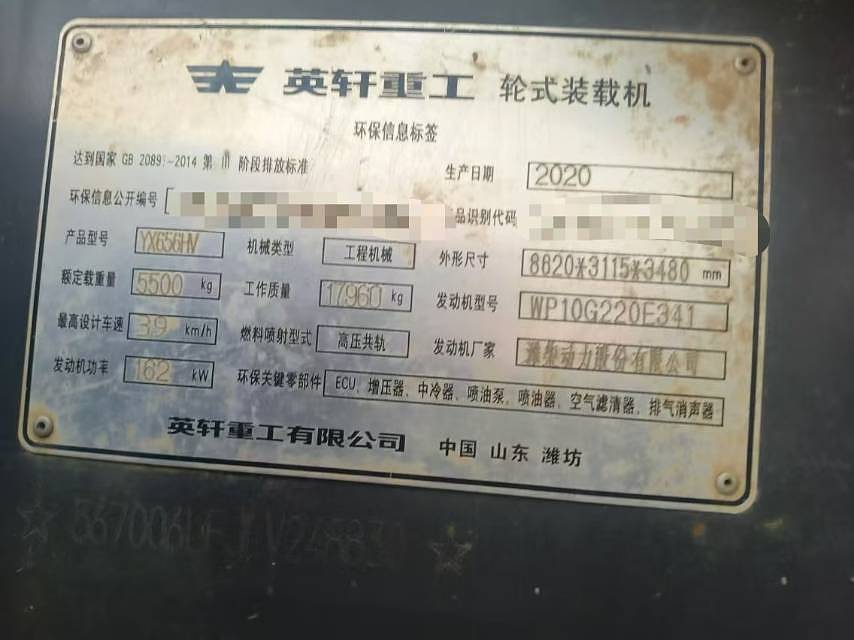 英轩重工 轮式装载机
环保信息标签
达到国家 GB 2089 -2014 第 III 阶段排放标准 生产日期 2020
环保信息公开编号 品识别代码
产品型号 YX656HV 机械类型 工程机械 外形尺寸 8620*3115*3480 mm
额定载重量 5500 kg 工作质量 17960 kg 发动机型号 WP10G220E341
最高设计车速 39 km/h 燃料喷射型式 高压共轨 发动机厂家 潍柴动力股份有限公司
发动机功率 162 kW 环保关键零部件 ECU、增压器、中冷器、喷油泵、喷油器、空气滤清器、排气消声器
英轩重工有限公司 中国 山东 潍坊